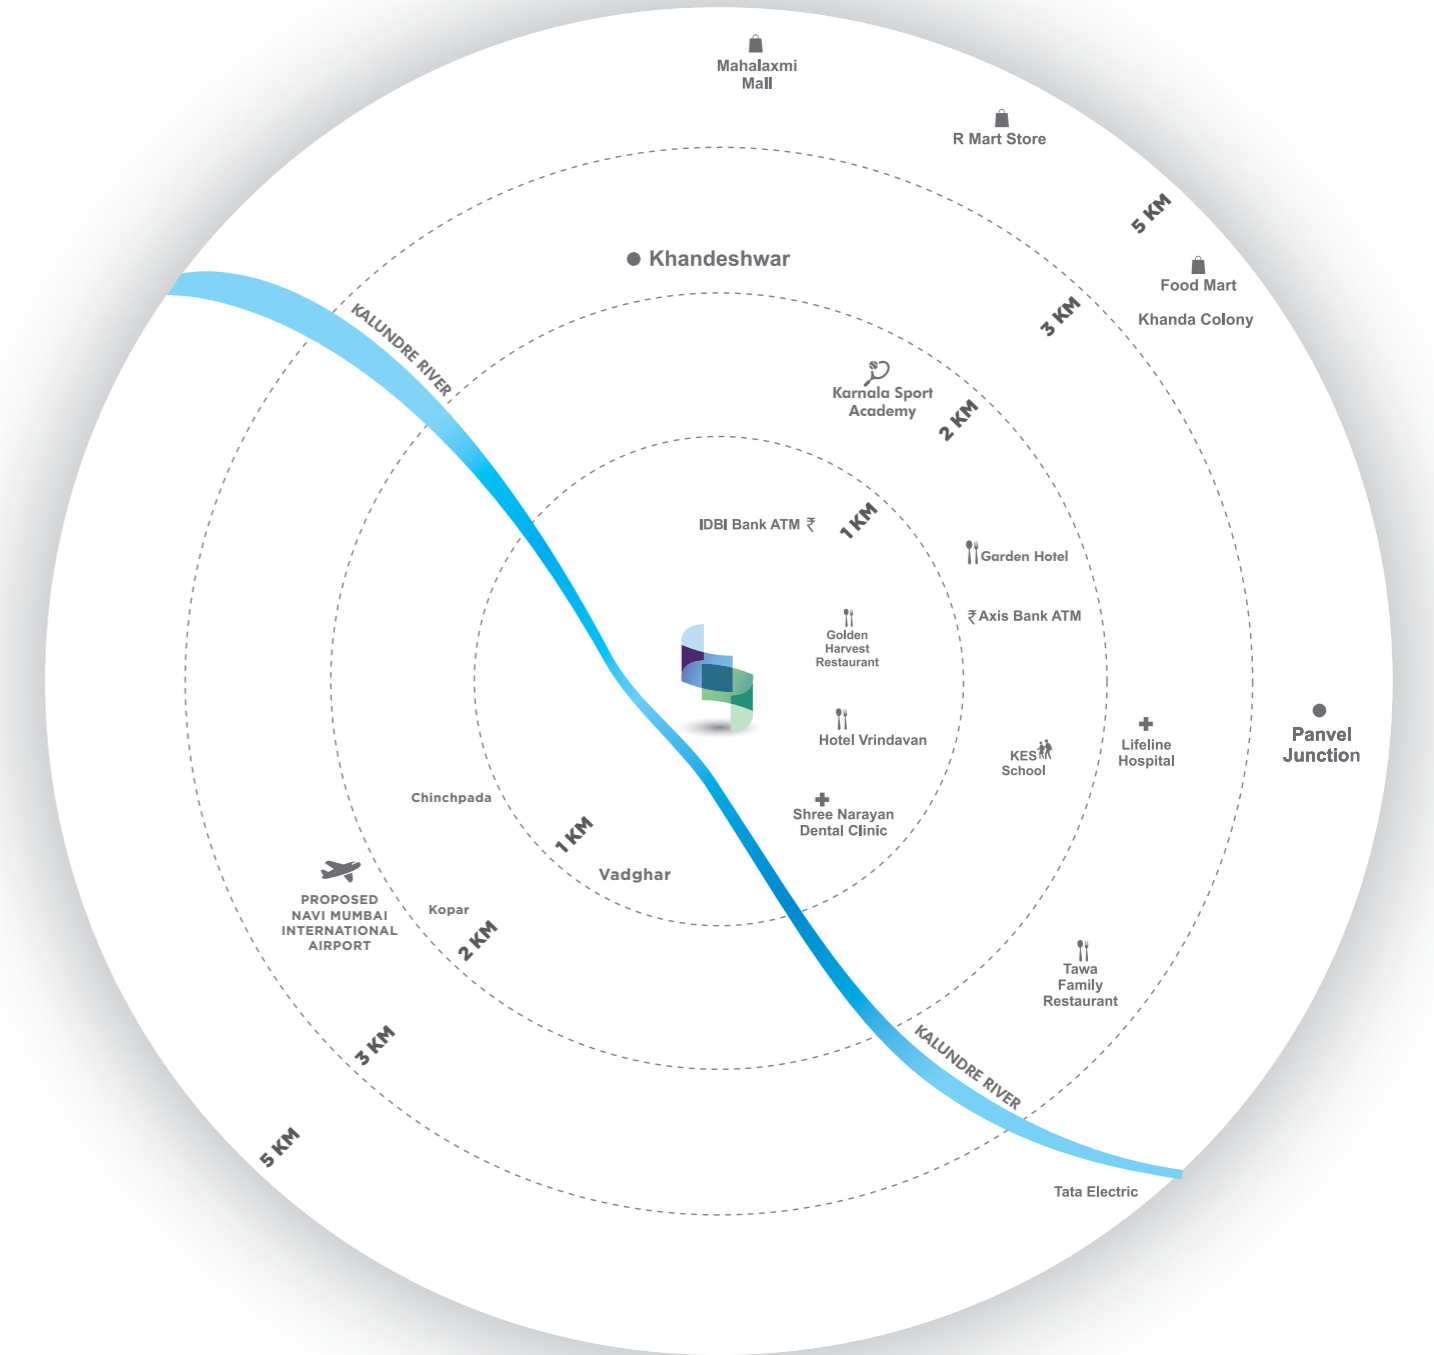 Mahalaxmi
Mall
R Mart Store
5 KM
Khandeshwar
Food Mart
Khanda Colony
3 KM
KALUNDRE RIVER
Karnala Sport
Academy
2 KM
IDBI Bank ATM ₹
1 KM
Garden Hotel
₹ Axis Bank ATM
Golden
Harvest
Restaurant
Hotel Vrindavan
KES
School
Lifeline
Hospital
Panvel
Junction
Chinchpada
Shree Narayan
Dental Clinic
1 KM
Vadghar
PROPOSED
NAVI MUMBAI
INTERNATIONAL
AIRPORT
Kopar
2 KM
Tawa
Family
Restaurant
3 KM
KALUNDRE RIVER
5 KM
Tata Electric